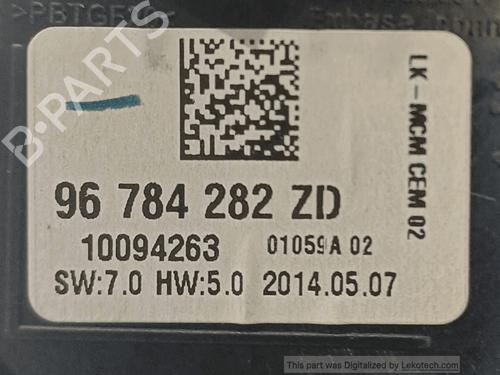 >PBTGF
B-PARTS
LK-MCM CEM 02
96 784 282 ZD
10094263 01059A 02
SW:7.0 HW:5.0 2014.05.07
This part was Digitalized by Lekotech.com